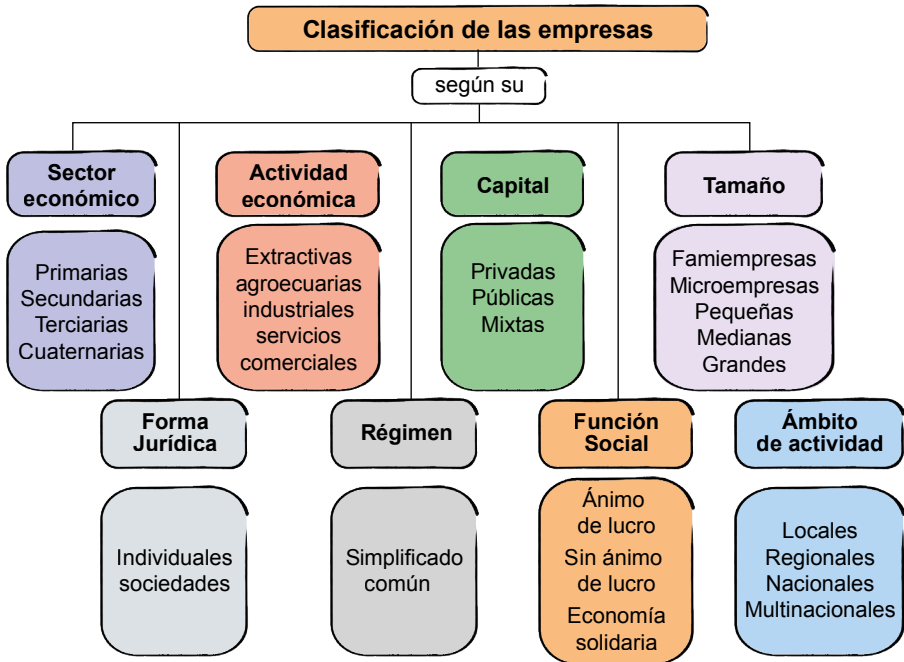 Clasificación de las empresas
según su
Sector
económico
Primarias
Secundarias
Terciarias
Cuaternarias
Actividad
económica
Extractivas
agroecuarias
industriales
servicios
comerciales
Capital
Privadas
Públicas
Mixtas
Tamaño
Famiempresas
Microempresas
Pequeñas
Medianas
Grandes
Forma
Jurídica
Individuales
sociedades
Régimen
Simplificado
común
Función
Social
Ánimo
de lucro
Sin ánimo
de lucro
Economía
solidaria
Ámbito
de actividad
Locales
Regionales
Nacionales
Multinacionales